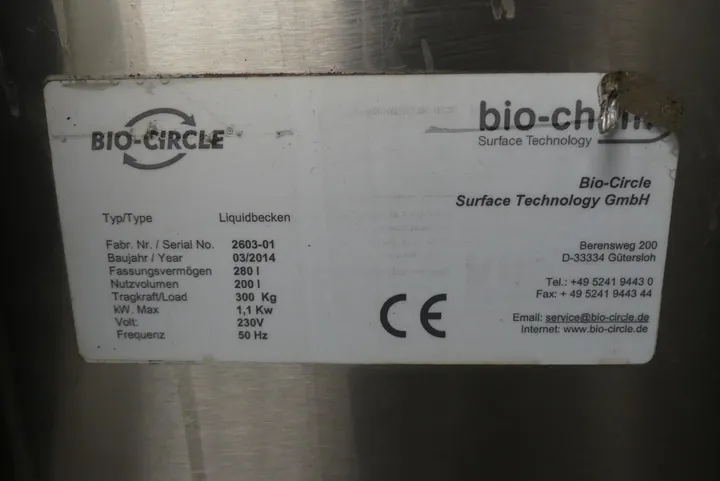 BIO-CIRCLE®
bio-chem
Surface Technology
Bio-Circle
Surface Technology GmbH
Typ/Type Liquidbecken
Fabr. Nr. / Serial No. 2603-01
Baujahr / Year 03/2014
Fassungsvermögen 280 l
Nutzvolumen 200 l
Tragkraft/Load 300 Kg
kW. Max 1,1 Kw
Volt: 230V
Frequenz 50 Hz
CE
Berensweg 200
D-33334 Gütersloh
Tel.: +49 5241 9443 0
Fax: + 49 5241 9443 44
Email: service@bio-circle.de
Internet: www.bio-circle.de